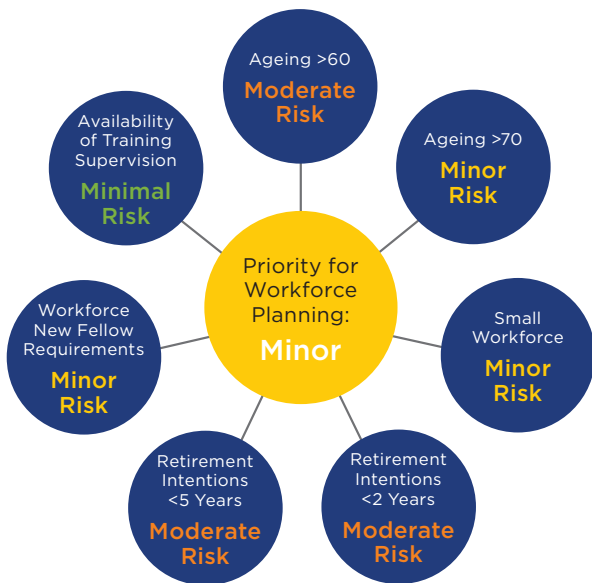 Ageing >60
Moderate
Risk
Ageing >70
Minor
Risk
Small
Workforce
Minor
Risk
Retirement
Intentions
<2 Years
Moderate
Risk
Retirement
Intentions
<5 Years
Moderate
Risk
Workforce
New Fellow
Requirements
Minor
Risk
Availability
of Training
Supervision
Minimal
Risk
Priority for
Workforce
Planning:
Minor